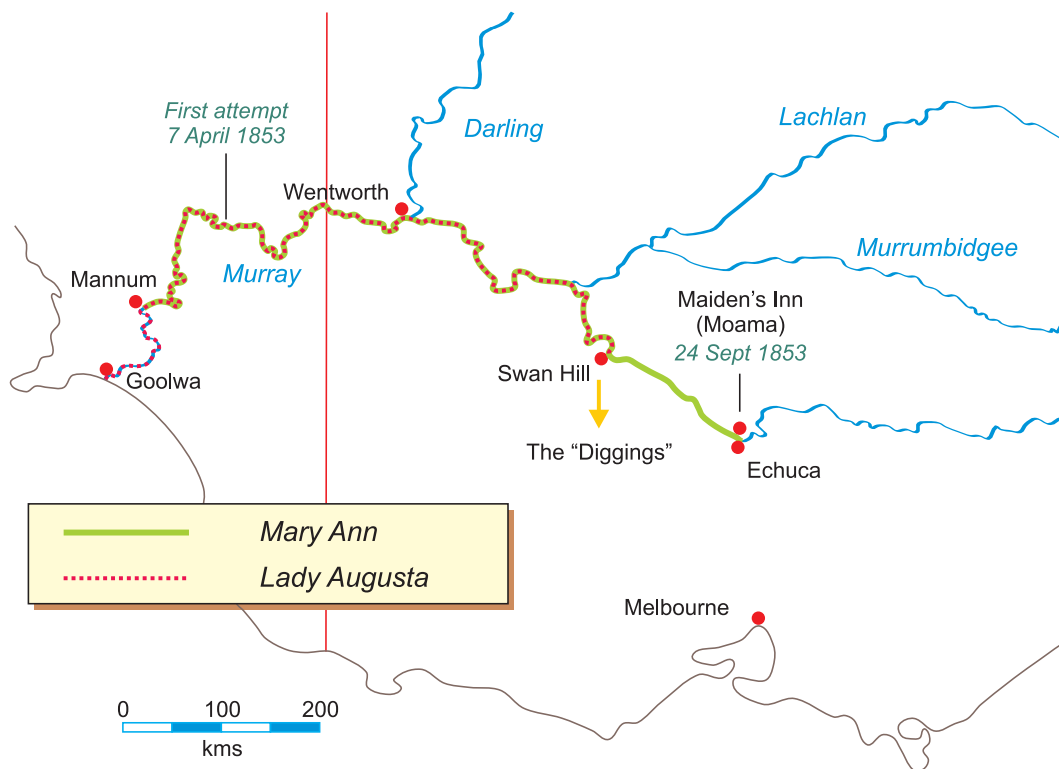 First attempt
7 April 1853
Darling
Lachlan
Wentworth
Murrumbidgee
Mannum
Murray
Maiden’s Inn
(Moama)
24 Sept 1853
Goolwa
Swan Hill
The “Diggings”
Echuca
Mary Ann
Lady Augusta
Melbourne
0 100 200
kms